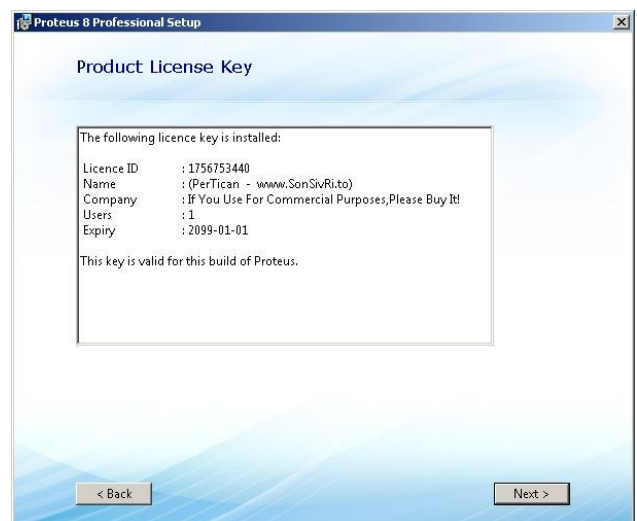 Proteus 8 Professional Setup
Product License Key
The following licence key is installed:
Licence ID : 1756753440
Name : (PerTican - www.SonSivRi.to)
Company : If You Use For Commercial Purposes,Please Buy It!
Users : 1
Expiry : 2099-01-01
This key is valid for this build of Proteus.
< Back
Next >